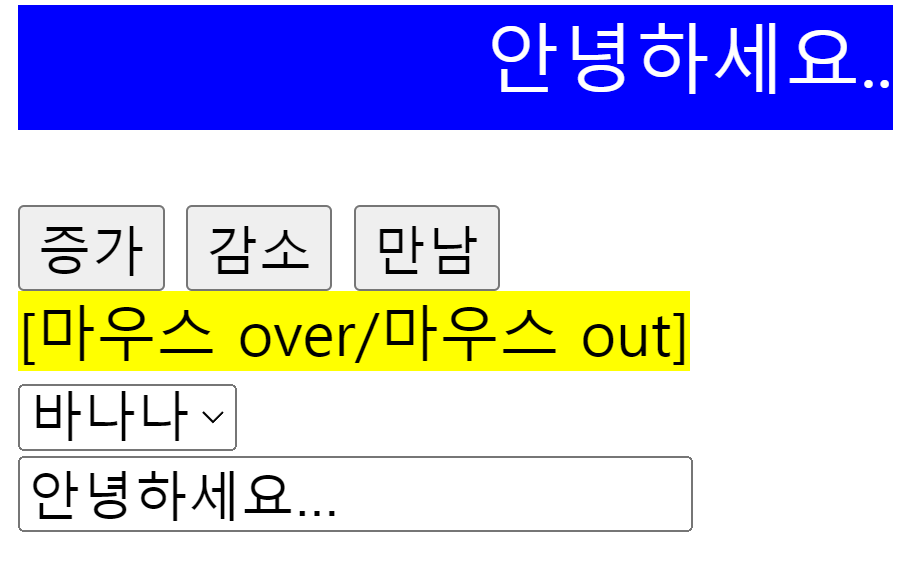 안녕하세요..
증가 감소 만남
[마우스 over/마우스 out]
바나나
안녕하세요...